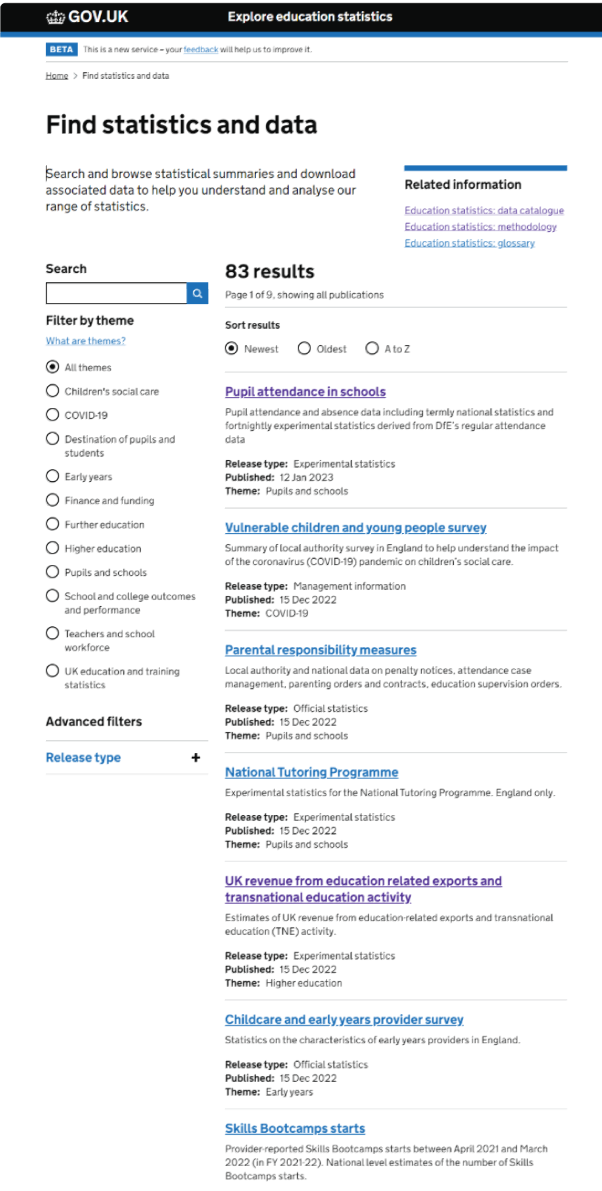 GOV.UK
Explore education statistics
BETA This is a new service – your feedback will help us to improve it.
Home > Find statistics and data
Find statistics and data
Search and browse statistical summaries and download
associated data to help you understand and analyse our
range of statistics.
Related information
Education statistics: data catalogue
Education statistics: methodology
Education statistics: glossary
Search
Filter by theme
What are themes?
All themes
Children's social care
COVID-19
Destination of pupils and
students
Early years
Finance and funding
Further education
Higher education
Pupils and schools
School and college outcomes
and performance
Teachers and school
workforce
UK education and training
statistics
Advanced filters
Release type +
83 results
Page 1 of 9, showing all publications
Sort results
Newest Oldest A to Z
Pupil attendance in schools
Pupil attendance and absence data including termly national statistics and
fortnightly experimental statistics derived from DfE's regular attendance
data
Release type: Experimental statistics
Published: 12 Jan 2023
Theme: Pupils and schools
Vulnerable children and young people survey
Summary of local authority survey in England to help understand the impact
of the coronavirus (COVID-19) pandemic on children's social care.
Release type: Management information
Published: 15 Dec 2022
Theme: COVID-19
Parental responsibility measures
Local authority and national data on penalty notices, attendance case
management, parenting orders and contracts, education supervision orders.
Release type: Official statistics
Published: 15 Dec 2022
Theme: Pupils and schools
National Tutoring Programme
Experimental statistics for the National Tutoring Programme. England only.
Release type: Experimental statistics
Published: 15 Dec 2022
Theme: Pupils and schools
UK revenue from education related exports and
transnational education activity
Estimates of UK revenue from education-related exports and transnational
education (TNE) activity.
Release type: Experimental statistics
Published: 15 Dec 2022
Theme: Higher education
Childcare and early years provider survey
Statistics on the characteristics of early years providers in England.
Release type: Official statistics
Published: 15 Dec 2022
Theme: Early years
Skills Bootcamps starts
Provider-reported Skills Bootcamps starts between April 2021 and March
2022 (in FY 2021-22). National level estimates of the number of Skills
Bootcamps starts.